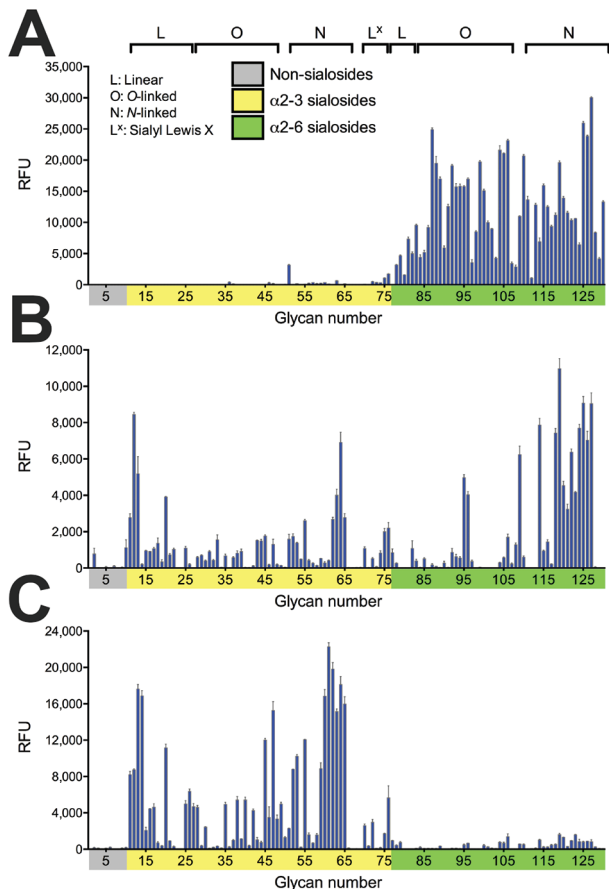 A
L O N Lˣ L O N
L: Linear
O: O-linked
N: N-linked
Lˣ: Sialyl Lewis X
Non-sialosides
α2-3 sialosides
α2-6 sialosides
RFU
35,000
30,000
25,000
20,000
15,000
10,000
5,000
0
5 15 25 35 45 55 65 75 85 95 105 115 125
Glycan number
B
RFU
12,000
10,000
8,000
6,000
4,000
2,000
0
5 15 25 35 45 55 65 75 85 95 105 115 125
Glycan number
C
RFU
24,000
20,000
16,000
12,000
8,000
4,000
0
5 15 25 35 45 55 65 75 85 95 105 115 125
Glycan number